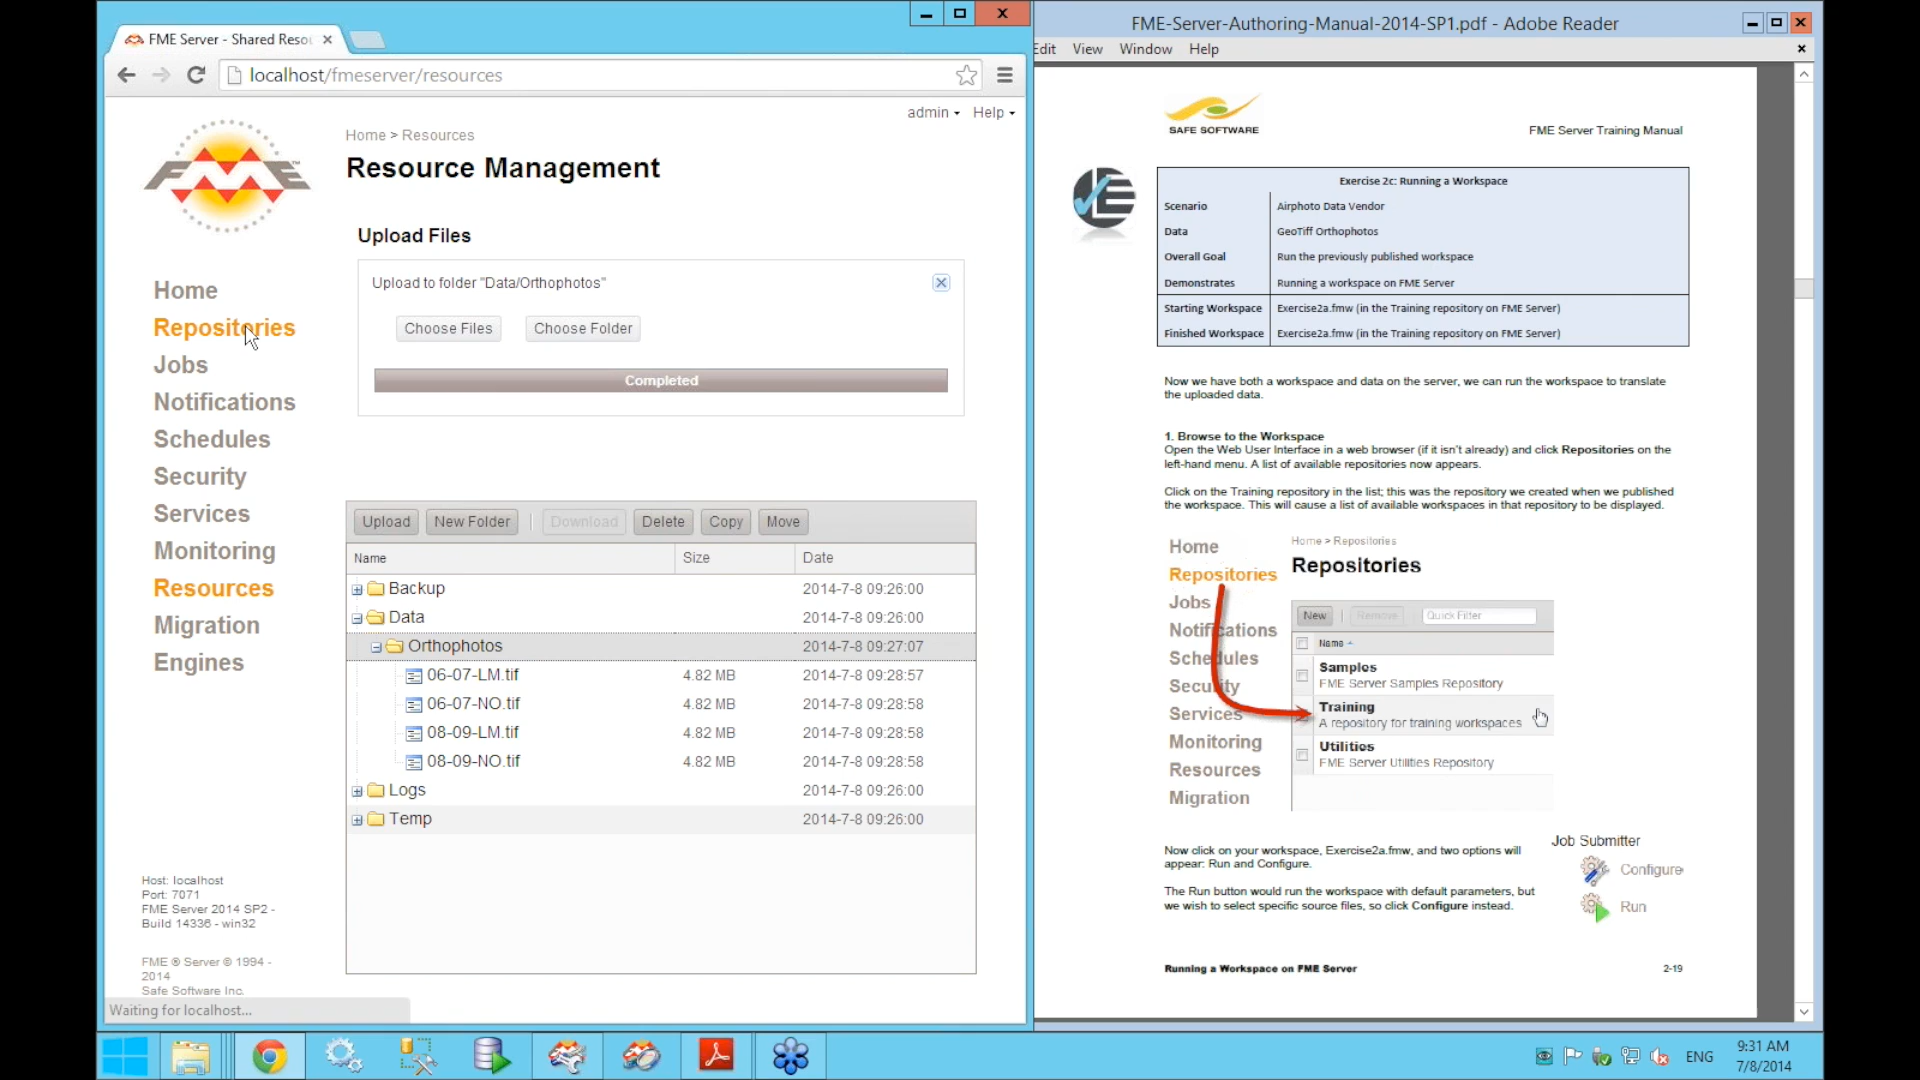 FME Server - Shared Resou
localhost/fmeserver/resources
admin
Help
Home > Resources
Resource Management
FME
Home
Repositories
Jobs
Notifications
Schedules
Security
Services
Monitoring
Resources
Migration
Engines
Upload Files
Upload to folder "Data/Orthophotos"
Choose Files
Choose Folder
Completed
Upload
New Folder
Download
Delete
Copy
Move
Name Size Date
Backup 2014-7-8 09:26:00
Data 2014-7-8 09:26:00
Orthophotos 2014-7-8 09:27:07
06-07-LM.tif 4.82 MB 2014-7-8 09:28:57
06-07-NO.tif 4.82 MB 2014-7-8 09:28:58
08-09-LM.tif 4.82 MB 2014-7-8 09:28:58
08-09-NO.tif 4.82 MB 2014-7-8 09:28:58
Logs 2014-7-8 09:26:00
Temp 2014-7-8 09:26:00
Host: localhost
Port: 7071
FME Server 2014 SP2 -
Build 14336 - win32
FME ® Server © 1994 -
2014
Safe Software Inc.
Waiting for localhost...
FME-Server-Authoring-Manual-2014-SP1.pdf - Adobe Reader
Edit View Window Help
SAFE SOFTWARE
FME Server Training Manual
Exercise 2c: Running a Workspace
Scenario Airphoto Data Vendor
Data GeoTiff Orthophotos
Overall Goal Run the previously published workspace
Demonstrates Running a workspace on FME Server
Starting Workspace Exercise2a.fmw (in the Training repository on FME Server)
Finished Workspace Exercise2a.fmw (in the Training repository on FME Server)
Now we have both a workspace and data on the server, we can run the workspace to translate
the uploaded data.
1. Browse to the Workspace
Open the Web User Interface in a web browser (if it isn't already) and click Repositories on the
left-hand menu. A list of available repositories now appears.
Click on the Training repository in the list; this was the repository we created when we published
the workspace. This will cause a list of available workspaces in that repository to be displayed.
Home
Repositories
Jobs
Notifications
Schedules
Security
Services
Monitoring
Resources
Migration
Home > Repositories
Repositories
New
Remove
Quick Filter
Name
Samples
FME Server Samples Repository
Training
A repository for training workspaces
Utilities
FME Server Utilities Repository
Now click on your workspace, Exercise2a.fmw, and two options will
appear: Run and Configure.
The Run button would run the workspace with default parameters, but
we wish to select specific source files, so click Configure instead.
Job Submitter
Configure
Run
Running a Workspace on FME Server 2-19
ENG
9:31 AM
7/8/2014